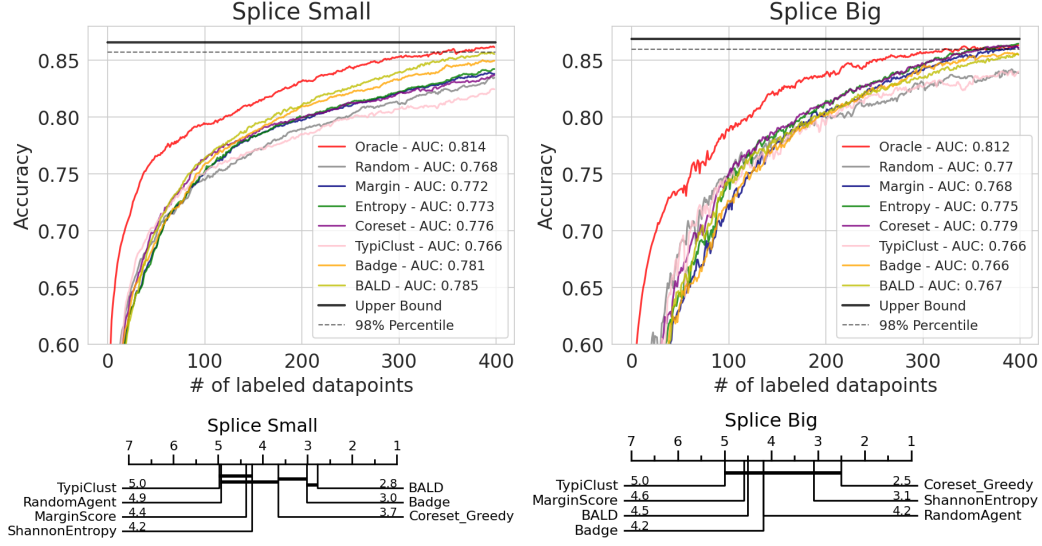 Splice Small
Accuracy
0.85
0.80
0.75
0.70
0.65
0.60
Oracle - AUC: 0.814
Random - AUC: 0.768
Margin - AUC: 0.772
Entropy - AUC: 0.773
Coreset - AUC: 0.776
TypiClust - AUC: 0.766
Badge - AUC: 0.781
BALD - AUC: 0.785
Upper Bound
98% Percentile
0 100 200 300 400
# of labeled datapoints
Splice Big
Accuracy
0.85
0.80
0.75
0.70
0.65
0.60
Oracle - AUC: 0.812
Random - AUC: 0.77
Margin - AUC: 0.768
Entropy - AUC: 0.775
Coreset - AUC: 0.779
TypiClust - AUC: 0.766
Badge - AUC: 0.766
BALD - AUC: 0.767
Upper Bound
98% Percentile
0 100 200 300 400
# of labeled datapoints
Splice Small
7 6 5 4 3 2 1
TypiClust 5.0 2.8 BALD
RandomAgent 4.9 3.0 Badge
MarginScore 4.4 3.7 Coreset_Greedy
ShannonEntropy 4.2
Splice Big
7 6 5 4 3 2 1
TypiClust 5.0 2.5 Coreset_Greedy
MarginScore 4.6 3.1 ShannonEntropy
BALD 4.5 4.2 RandomAgent
Badge 4.2